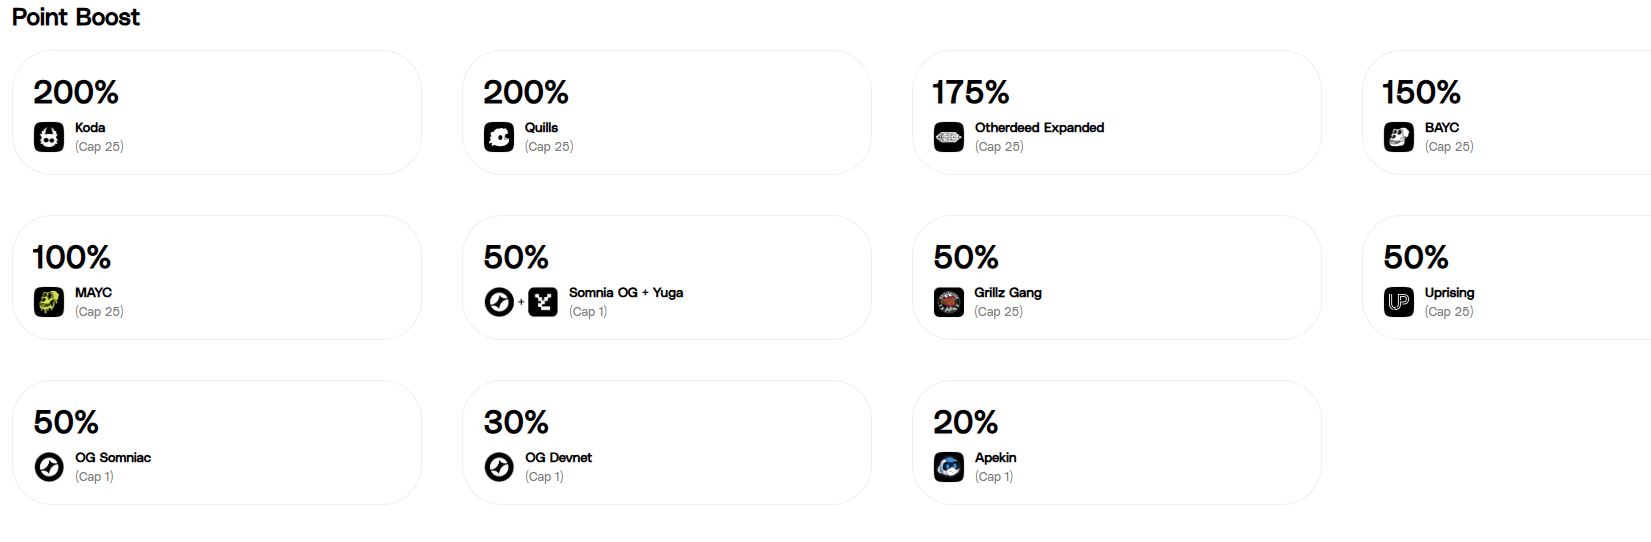 Point Boost
200%
Koda
(Cap 25)
200%
Quills
(Cap 25)
175%
Otherdeed Expanded
(Cap 25)
150%
BAYC
(Cap 25)
100%
MAYC
(Cap 25)
50%
+
Somnia OG + Yuga
(Cap 1)
50%
Grillz Gang
(Cap 25)
50%
UP
Uprising
(Cap 25)
50%
OG Somniac
(Cap 1)
30%
OG Devnet
(Cap 1)
20%
Apekin
(Cap 1)